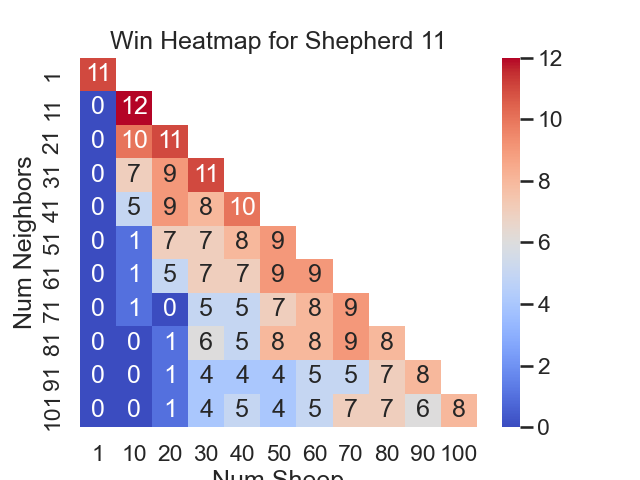 Win Heatmap for Shepherd 11
Num Neighbors
1 11
11 0 12
21 0 10 11
31 0 7 9 11
41 0 5 9 8 10
51 0 1 7 7 8 9
61 0 1 5 7 7 9 9
71 0 1 0 5 5 7 8 9
81 0 0 1 6 5 8 8 9 8
91 0 0 1 4 4 4 5 5 7 8
101 0 0 1 4 5 4 5 7 7 6 8
1 10 20 30 40 50 60 70 80 90 100
Num Sheep
12
10
8
6
4
2
0